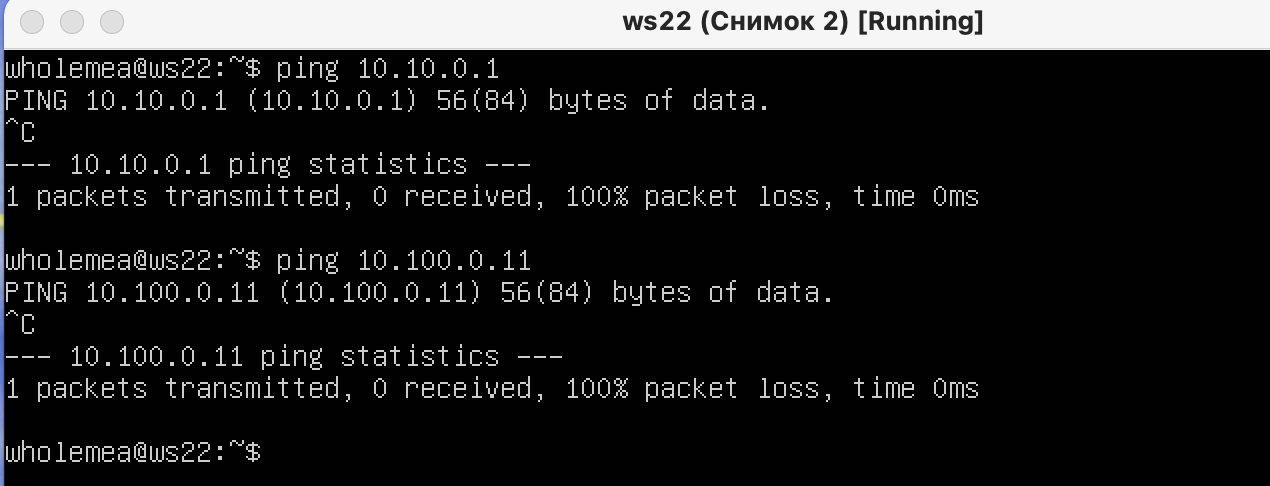 ws22 (Снимок 2) [Running]
wholemea@ws22:~$ ping 10.10.0.1
PING 10.10.0.1 (10.10.0.1) 56(84) bytes of data.
^C
--- 10.10.0.1 ping statistics ---
1 packets transmitted, 0 received, 100% packet loss, time 0ms
wholemea@ws22:~$ ping 10.100.0.11
PING 10.100.0.11 (10.100.0.11) 56(84) bytes of data.
^C
--- 10.100.0.11 ping statistics ---
1 packets transmitted, 0 received, 100% packet loss, time 0ms
wholemea@ws22:~$